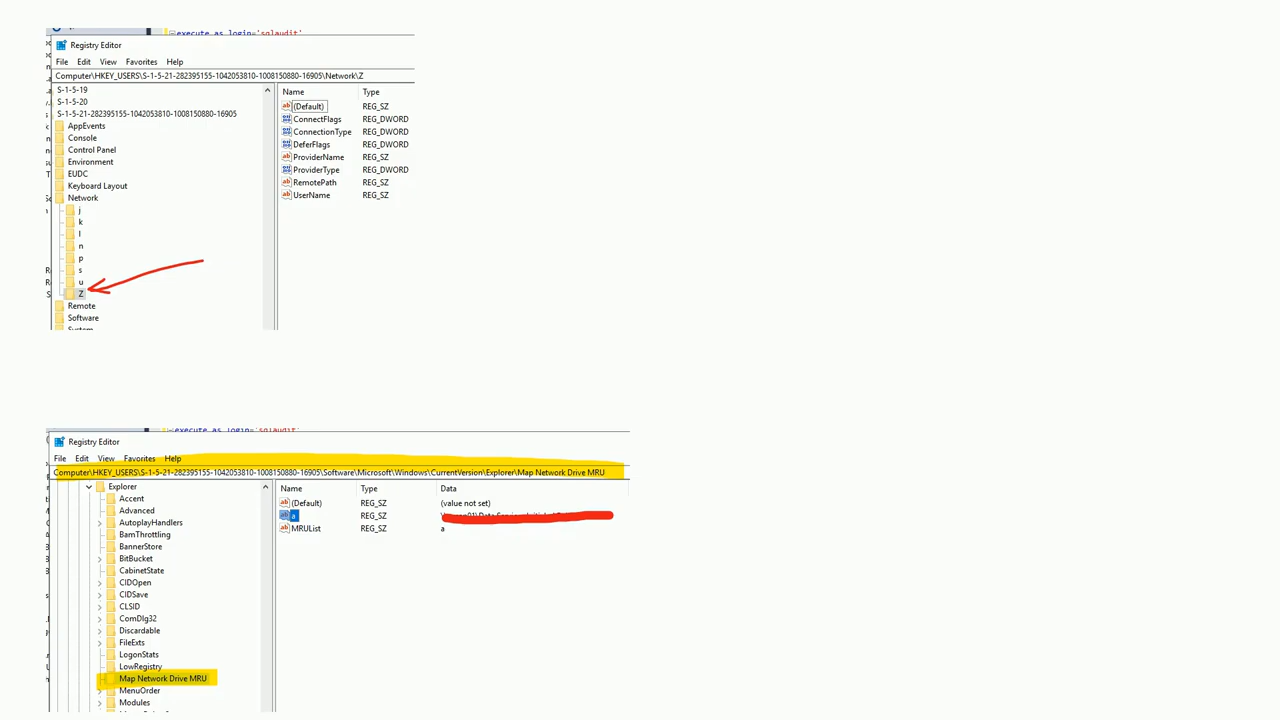 execute as login='sqlaudit'
Registry Editor
File Edit View Favorites Help
Computer\HKEY_USERS\S-1-5-21-282395155-1042053810-1008150880-16905\Network\Z
Name Type
S-1-5-19
S-1-5-20
S-1-5-21-282395155-1042053810-1008150880-16905
AppEvents
Console
Control Panel
Environment
EUDC
Keyboard Layout
Network
j
k
l
n
p
s
u
Z
Remote
Software
System
(Default) REG_SZ
ConnectFlags REG_DWORD
ConnectionType REG_DWORD
DeferFlags REG_DWORD
ProviderName REG_SZ
ProviderType REG_DWORD
RemotePath REG_SZ
UserName REG_SZ
execute as login='sqlaudit'
Registry Editor
File Edit View Favorites Help
Computer\HKEY_USERS\S-1-5-21-282395155-1042053810-1008150880-16905\Software\Microsoft\Windows\CurrentVersion\Explorer\Map Network Drive MRU
Explorer
Accent
Advanced
AutoplayHandlers
BamThrottling
BannerStore
BitBucket
CabinetState
CIDOpen
CIDSave
CLSID
ComDlg32
Discardable
FileExts
LogonStats
LowRegistry
Map Network Drive MRU
MenuOrder
Modules
Name Type Data
(Default) REG_SZ (value not set)
a REG_SZ
MRUList REG_SZ a